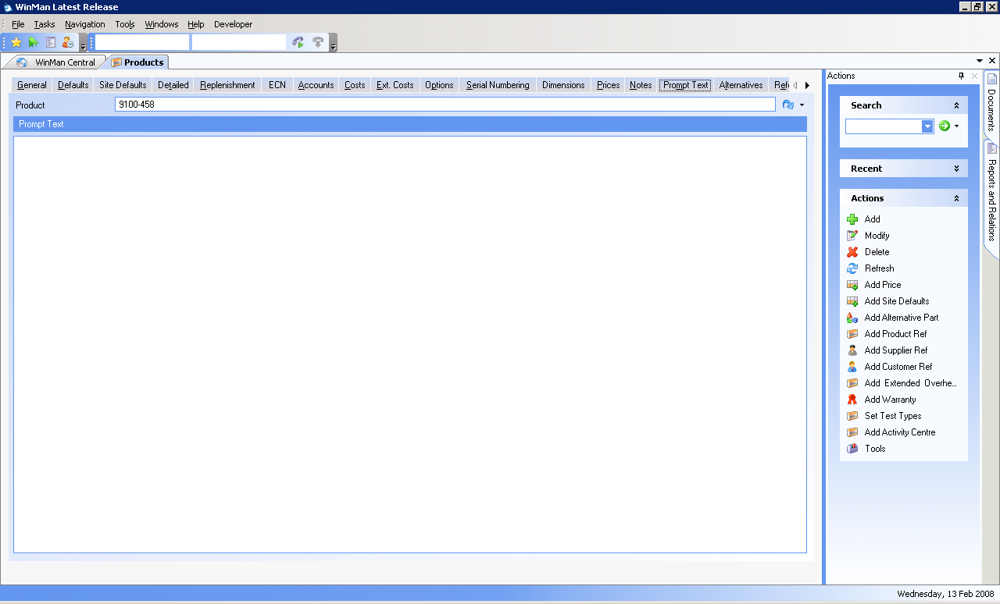 WinMan Latest Release
File Tasks Navigation Tools Windows Help Developer
WinMan Central Products
General Defaults Site Defaults Detailed Replenishment ECN Accounts Costs Ext. Costs Options Serial Numbering Dimensions Prices Notes Prompt Text Alternatives
Product 9100-458
Prompt Text
Actions
Search
Recent
Actions
Add
Modify
Delete
Refresh
Add Price
Add Site Defaults
Add Alternative Part
Add Product Ref
Add Supplier Ref
Add Customer Ref
Add Extended Overhe...
Add Warranty
Set Test Types
Add Activity Centre
Tools
Documents
Reports and Relations
Wednesday, 13 Feb 2008